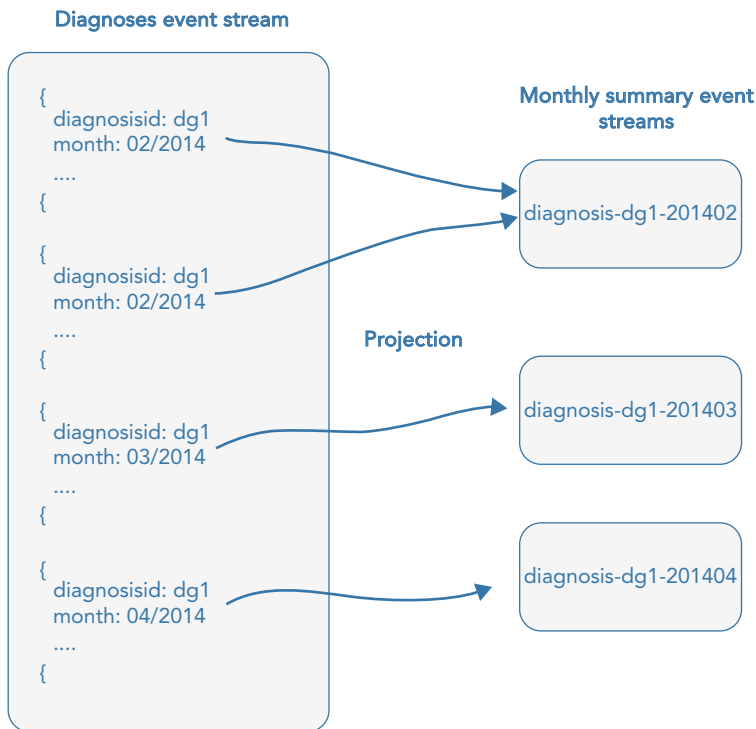 Diagnoses event stream
{
diagnosisid: dg1
month: 02/2014
....
{
{
diagnosisid: dg1
month: 02/2014
...
{
{
diagnosisid: dg1
month: 03/2014
....
{
{
diagnosisid: dg1
month: 04/2014
....
{
Projection
Monthly summary event
streams
diagnosis-dg1-201402
diagnosis-dg1-201403
diagnosis-dg1-201404